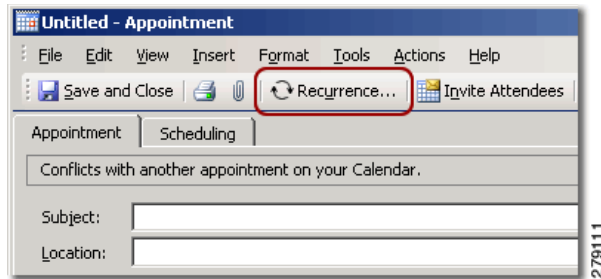 Untitled - Appointment
File Edit View Insert Format Tools Actions Help
Save and Close Recurrence... Invite Attendees
Appointment Scheduling
Conflicts with another appointment on your Calendar.
Subject:
Location:
279111